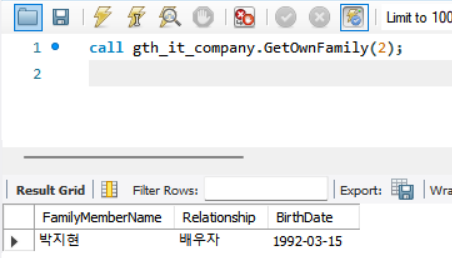 Limit to 100
1 call gth_it_company.GetOwnFamily(2);
2
Result Grid Filter Rows: Export:
FamilyMemberName Relationship BirthDate
박지현 배우자 1992-03-15